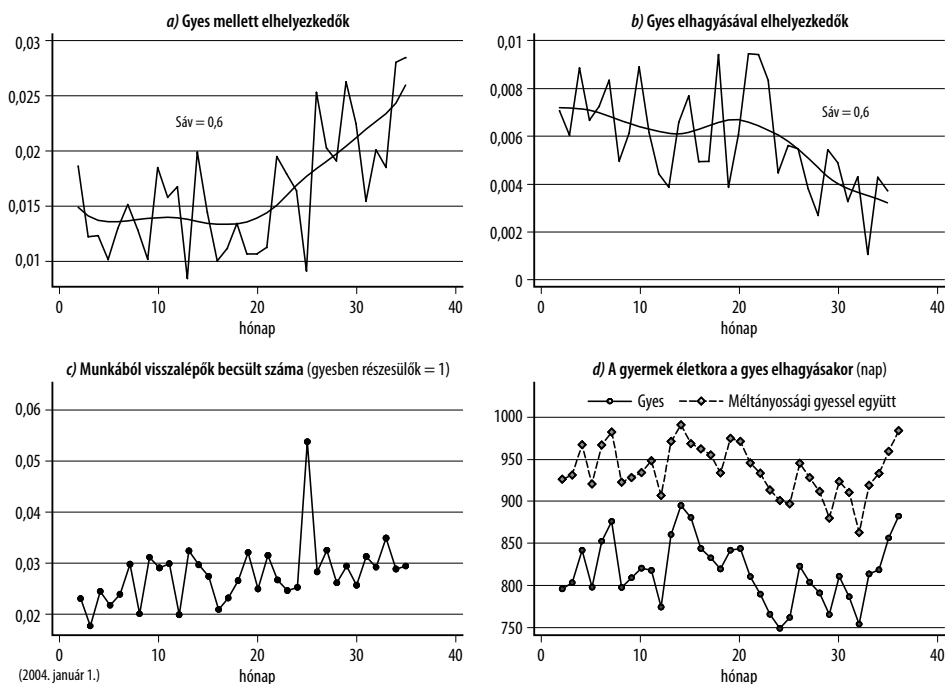 a) Gyes mellett elhelyezkedők
0,03
0,025
0,02
0,015
0,01
Sáv = 0,6
0 10 20 30 40
hónap
b) Gyes elhagyásával elhelyezkedők
0,01
0,008
0,006
0,004
0,002
0
Sáv = 0,6
0 10 20 30 40
hónap
c) Munkából visszalépők becsült száma (gyesben részesülők = 1)
0,06
0,05
0,04
0,03
0,02
0 10 20 30 40
(2004. január 1.)
hónap
d) A gyermek életkora a gyes elhagyásakor (nap)
Gyes Méltányossági gyessel együtt
1000
950
900
850
800
750
0 10 20 30 40
hónap